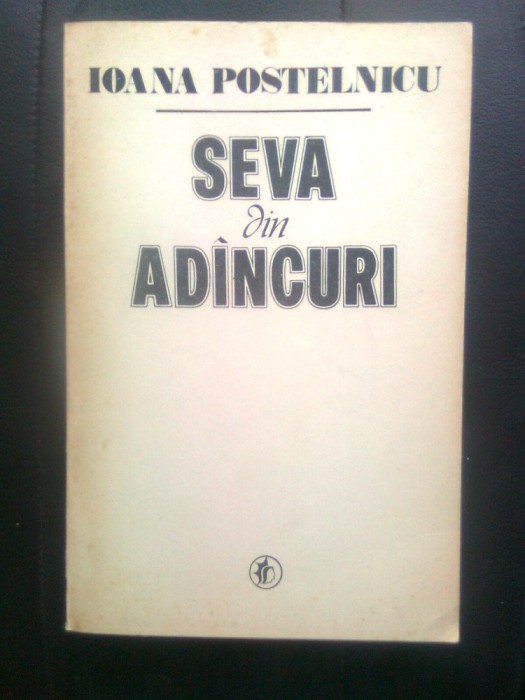 IOANA POSTELNICU
SEVA
din
ADÎNCURI